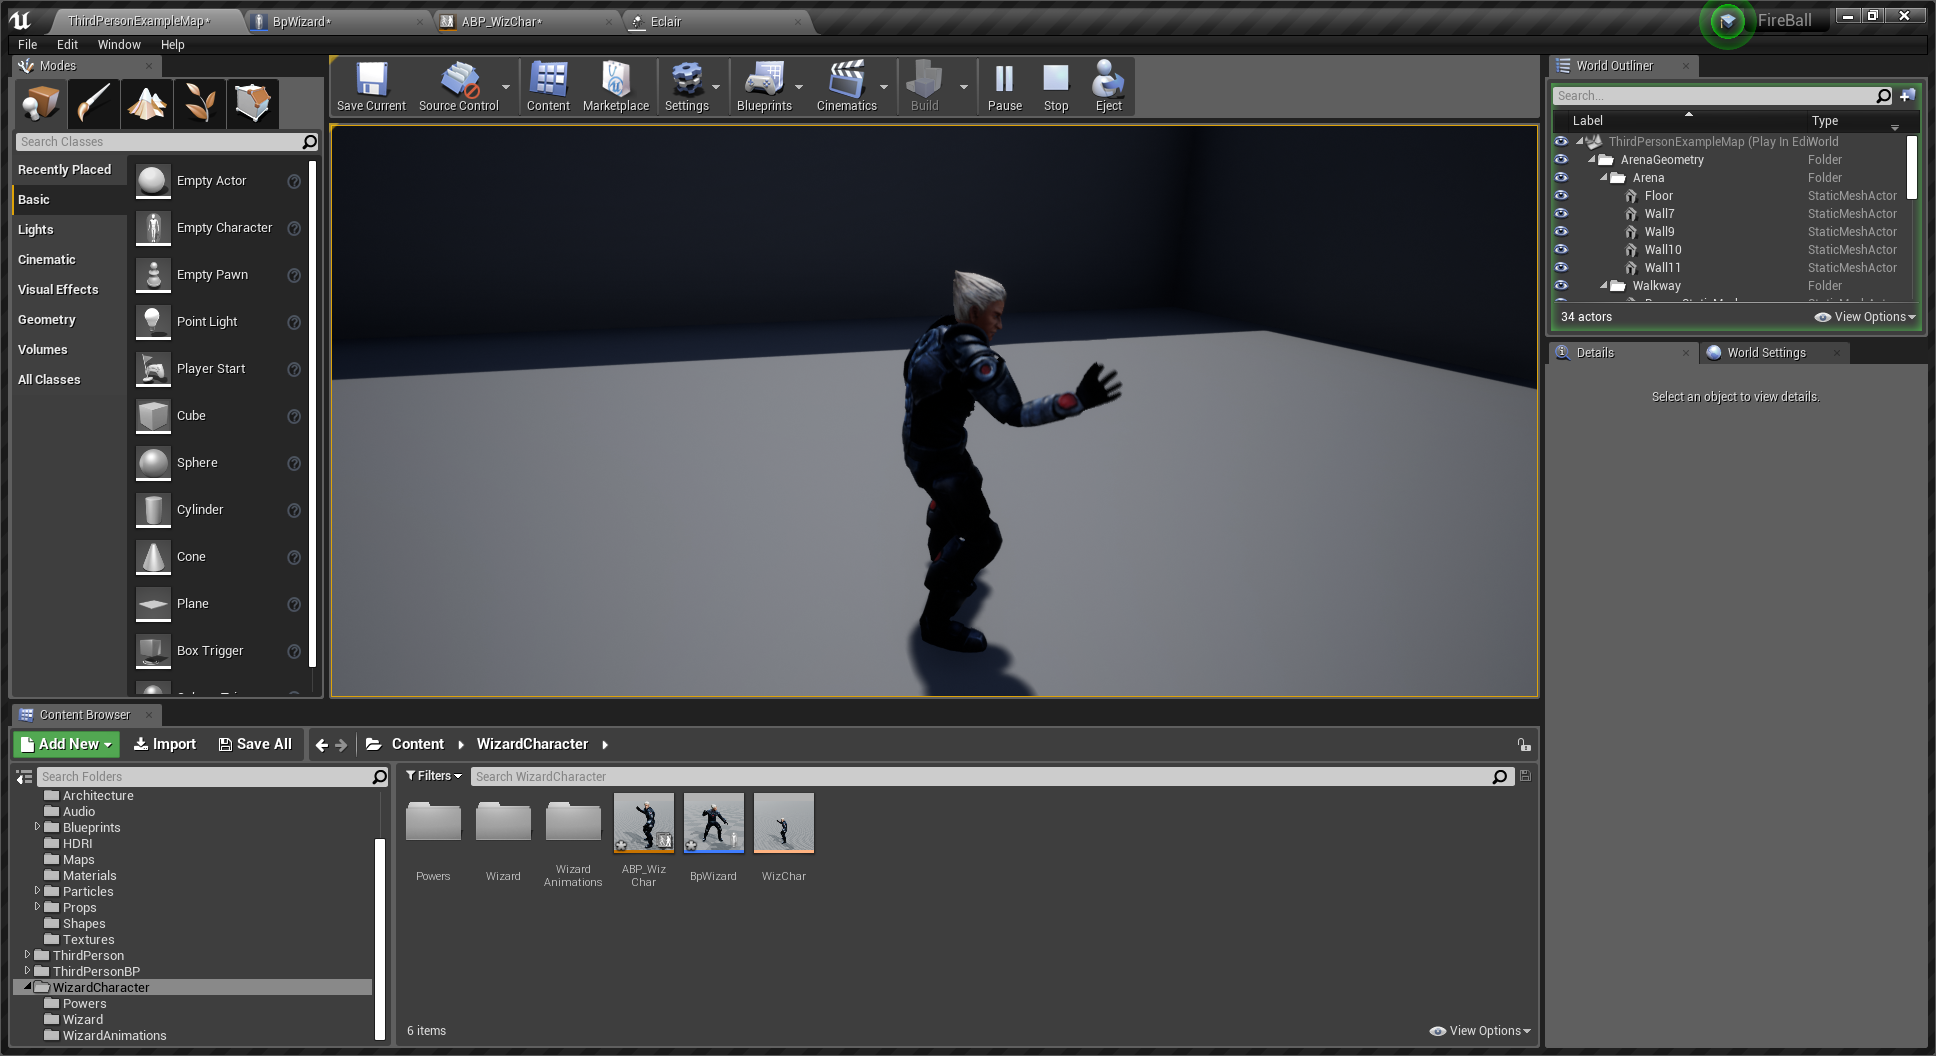 ThirdPersonExampleMap*
BpWizard*
ABP_WizChar*
Eclair
FireBall
File Edit Window Help
Modes
Save Current
Source Control
Content
Marketplace
Settings
Blueprints
Cinematics
Build
Pause
Stop
Eject
Search Classes
Recently Placed
Basic
Lights
Cinematic
Visual Effects
Geometry
Volumes
All Classes
Empty Actor
Empty Character
Empty Pawn
Point Light
Player Start
Cube
Sphere
Cylinder
Cone
Plane
Box Trigger
World Outliner
Search...
Label Type
ThirdPersonExampleMap (Play In Edi World
ArenaGeometry Folder
Arena Folder
Floor StaticMeshActor
Wall7 StaticMeshActor
Wall9 StaticMeshActor
Wall10 StaticMeshActor
Wall11 StaticMeshActor
Walkway Folder
34 actors View Options
Details
World Settings
Select an object to view details.
Content Browser
Add New Import Save All Content WizardCharacter
Search Folders
Architecture
Audio
Blueprints
HDRI
Maps
Materials
Particles
Props
Shapes
Textures
ThirdPerson
ThirdPersonBP
WizardCharacter
Powers
Wizard
WizardAnimations
Filters Search WizardCharacter
Powers
Wizard
Wizard
Animations
ABP_Wiz
Char
BpWizard
WizChar
6 items View Options